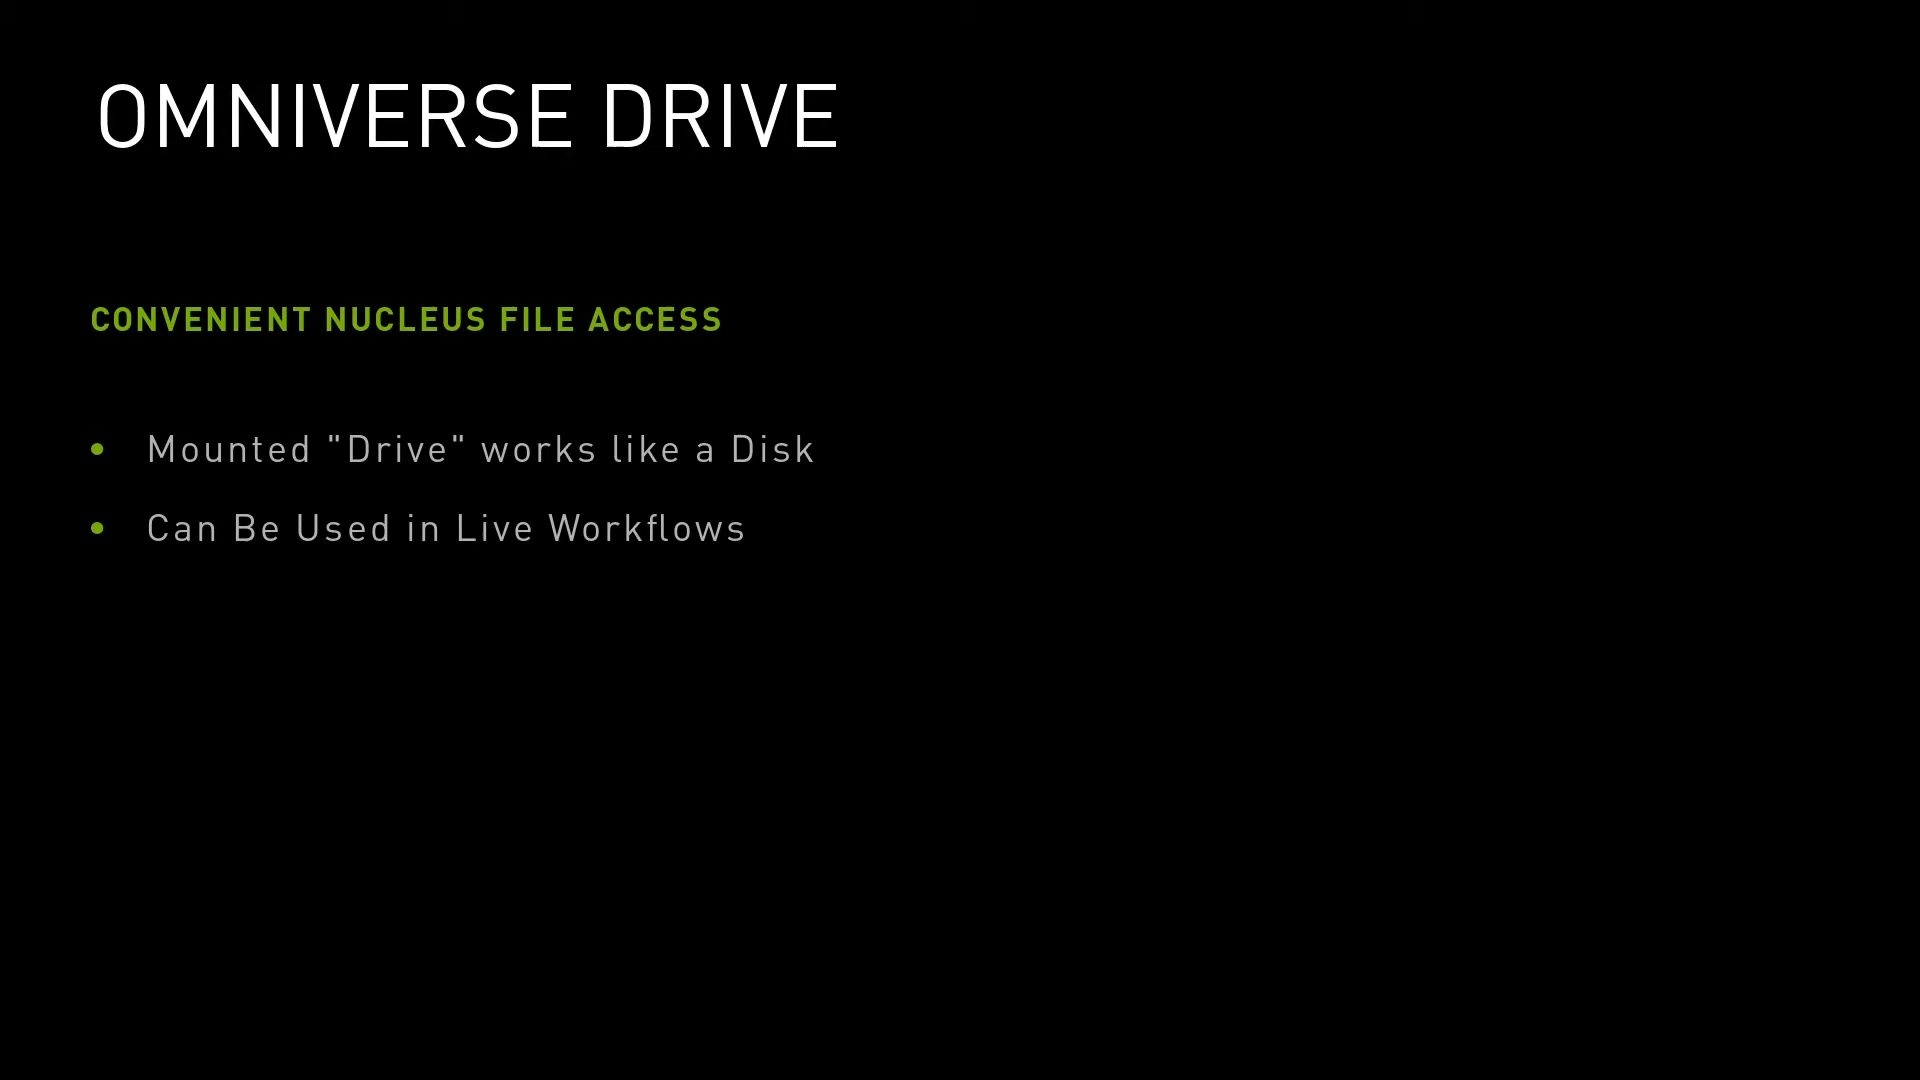 OMNIVERSE DRIVE
CONVENIENT NUCLEUS FILE ACCESS
• Mounted "Drive" works like a Disk
• Can Be Used in Live Workflows